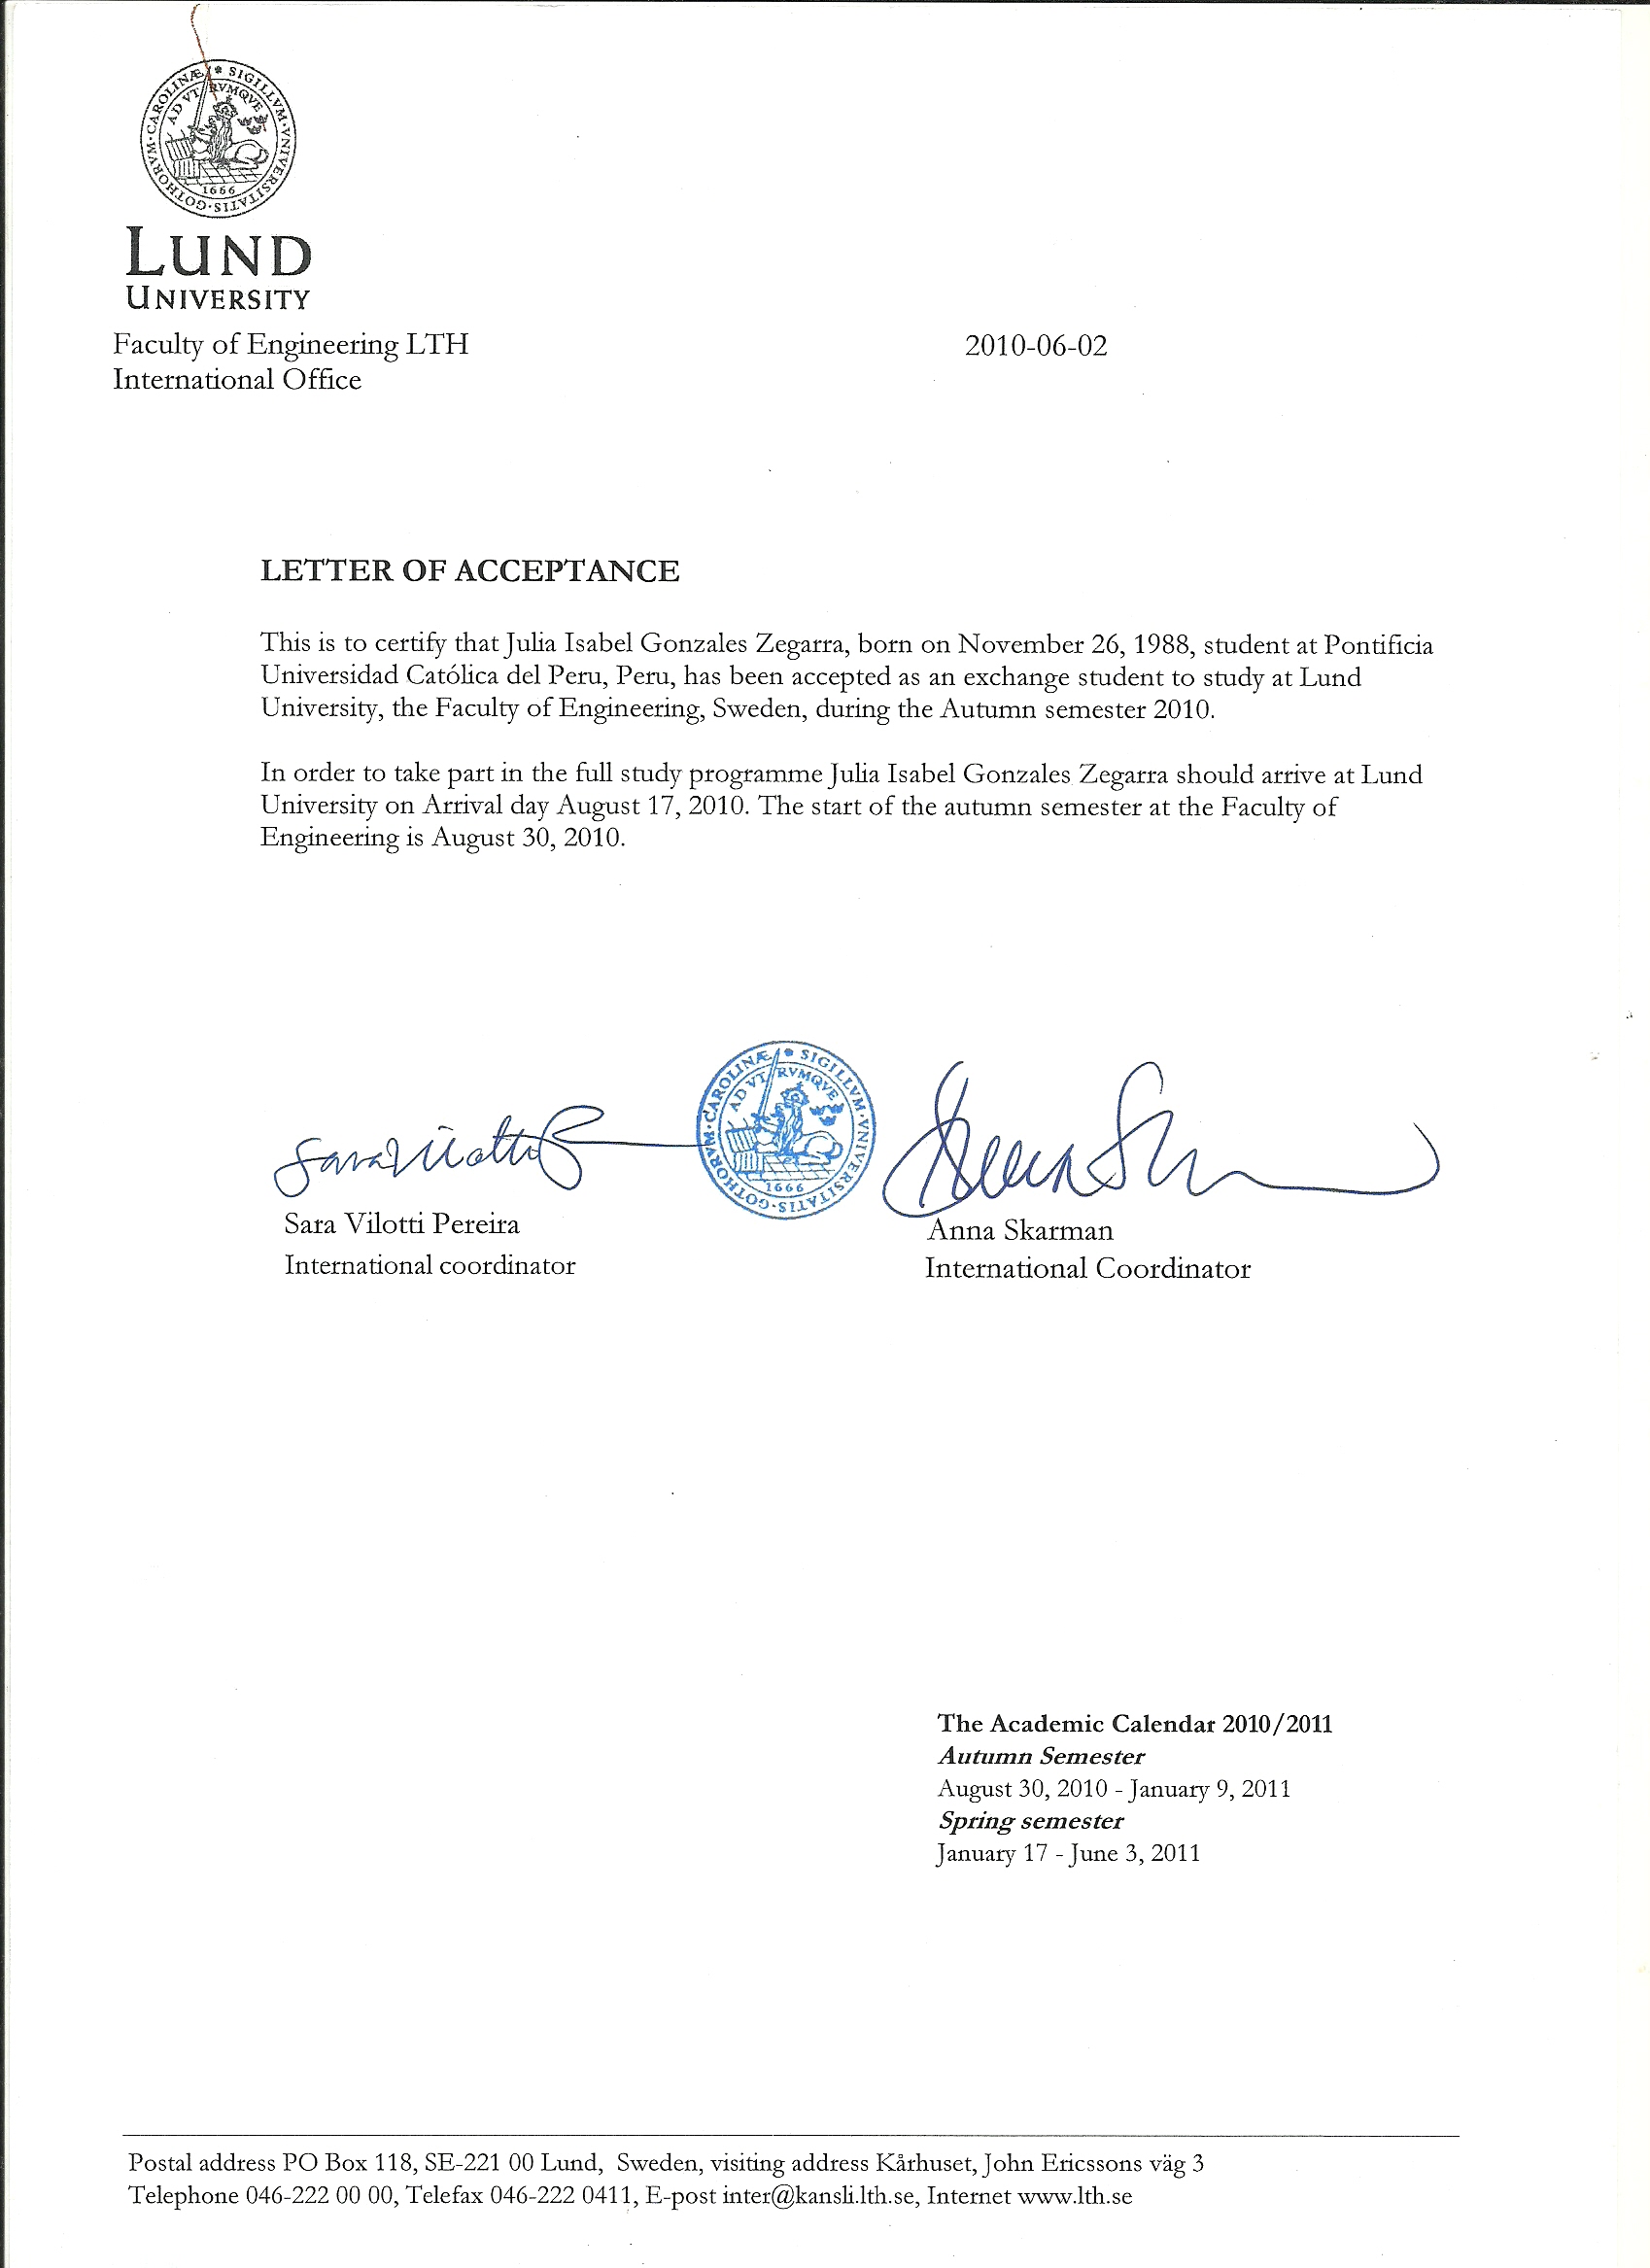 CAROLINÆ * SIGILLVM · VNIVERSITATIS · GOTHORVM ·
AD VTRVMQVE
1666
LUND
UNIVERSITY
Faculty of Engineering LTH
2010-06-02
International Office
LETTER OF ACCEPTANCE
This is to certify that Julia Isabel Gonzales Zegarra, born on November 26, 1988, student at Pontificia
Universidad Católica del Peru, Peru, has been accepted as an exchange student to study at Lund
University, the Faculty of Engineering, Sweden, during the Autumn semester 2010.
In order to take part in the full study programme Julia Isabel Gonzales Zegarra should arrive at Lund
University on Arrival day August 17, 2010. The start of the autumn semester at the Faculty of
Engineering is August 30, 2010.
CAROLINÆ * SIGILLVM · VNIVERSITATIS · GOTHORVM ·
AD VTRVMQVE
1666
Sara Vilotti Pereira
Anna Skarman
International coordinator
International Coordinator
The Academic Calendar 2010/2011
Autumn Semester
August 30, 2010 - January 9, 2011
Spring semester
January 17 - June 3, 2011
Postal address PO Box 118, SE-221 00 Lund, Sweden, visiting address Kårhuset, John Ericssons väg 3
Telephone 046-222 00 00, Telefax 046-222 0411, E-post inter@kansli.lth.se, Internet www.lth.se